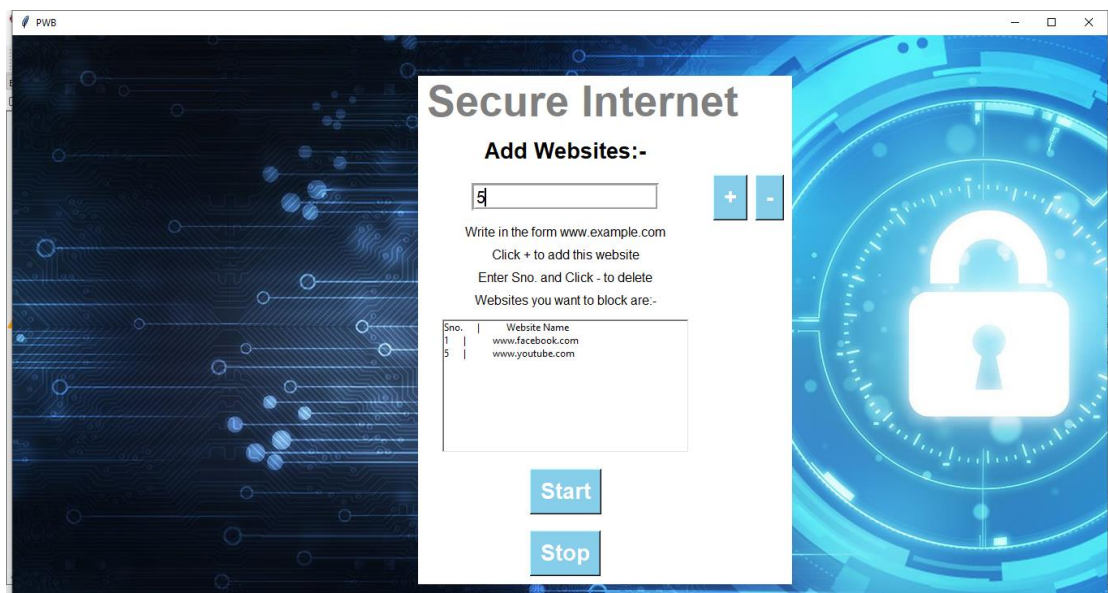 PWB
Secure Internet
Add Websites:-
5
+ -
Write in the form www.example.com
Click + to add this website
Enter Sno. and Click - to delete
Websites you want to block are:-
Sno. | Website Name
1 | www.facebook.com
5 | www.youtube.com
Start
Stop